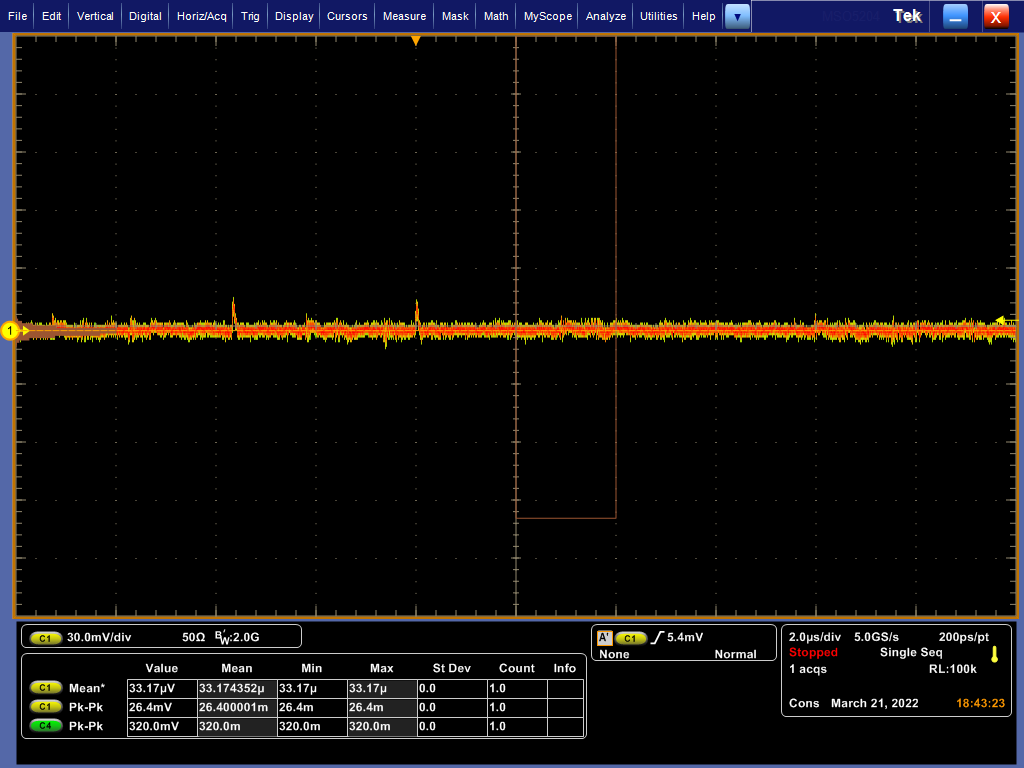 File Edit Vertical Digital Horiz/Acq Trig Display Cursors Measure Mask Math MyScope Analyze Utilities Help Tek X
1
C1 30.0mV/div 50Ω BW:2.0G
A' C1 5.4mV
None Normal
2.0µs/div 5.0GS/s 200ps/pt
Stopped Single Seq
1 acqs RL:100k
Cons March 21, 2022 18:43:23
Value Mean Min Max St Dev Count Info
C1 Mean* 33.17µV 33.174352µ 33.17µ 33.17µ 0.0 1.0
C1 Pk-Pk 26.4mV 26.400001m 26.4m 26.4m 0.0 1.0
C4 Pk-Pk 320.0mV 320.0m 320.0m 320.0m 0.0 1.0